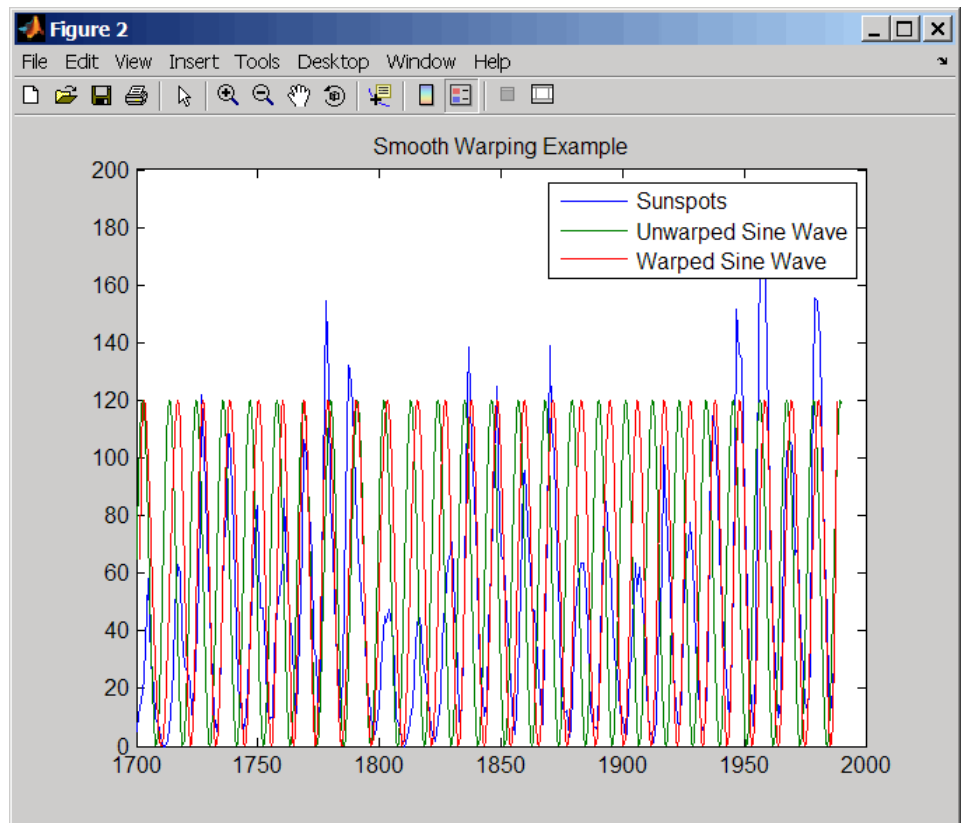 Figure 2
File Edit View Insert Tools Desktop Window Help
Smooth Warping Example
200
180
160
140
120
100
80
60
40
20
0
Sunspots
Unwarped Sine Wave
Warped Sine Wave
1700 1750 1800 1850 1900 1950 2000